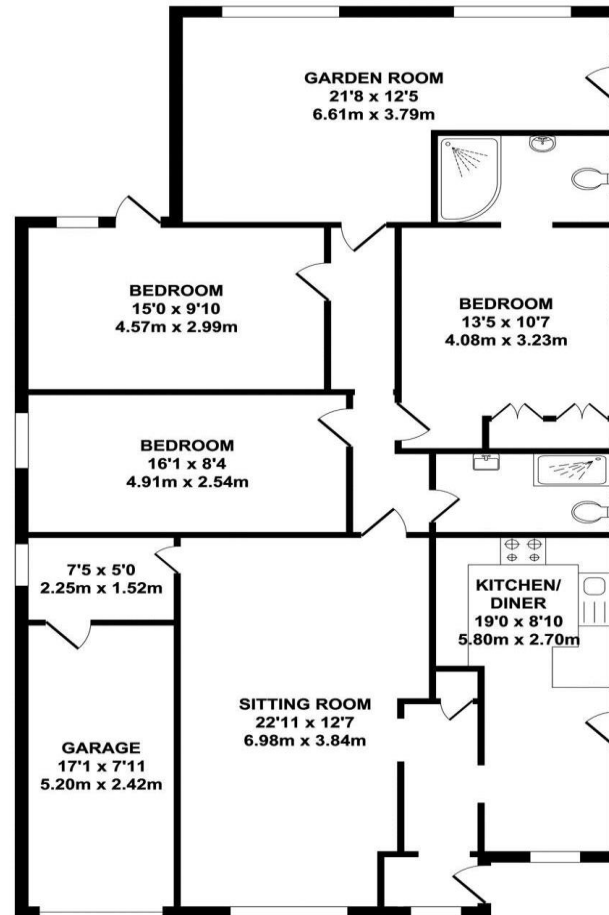 GARDEN ROOM
21'8 x 12'5
6.61m x 3.79m
BEDROOM
15'0 x 9'10
4.57m x 2.99m
BEDROOM
13'5 x 10'7
4.08m x 3.23m
BEDROOM
16'1 x 8'4
4.91m x 2.54m
7'5 x 5'0
2.25m x 1.52m
KITCHEN/
DINER
19'0 x 8'10
5.80m x 2.70m
SITTING ROOM
22'11 x 12'7
6.98m x 3.84m
GARAGE
17'1 x 7'11
5.20m x 2.42m